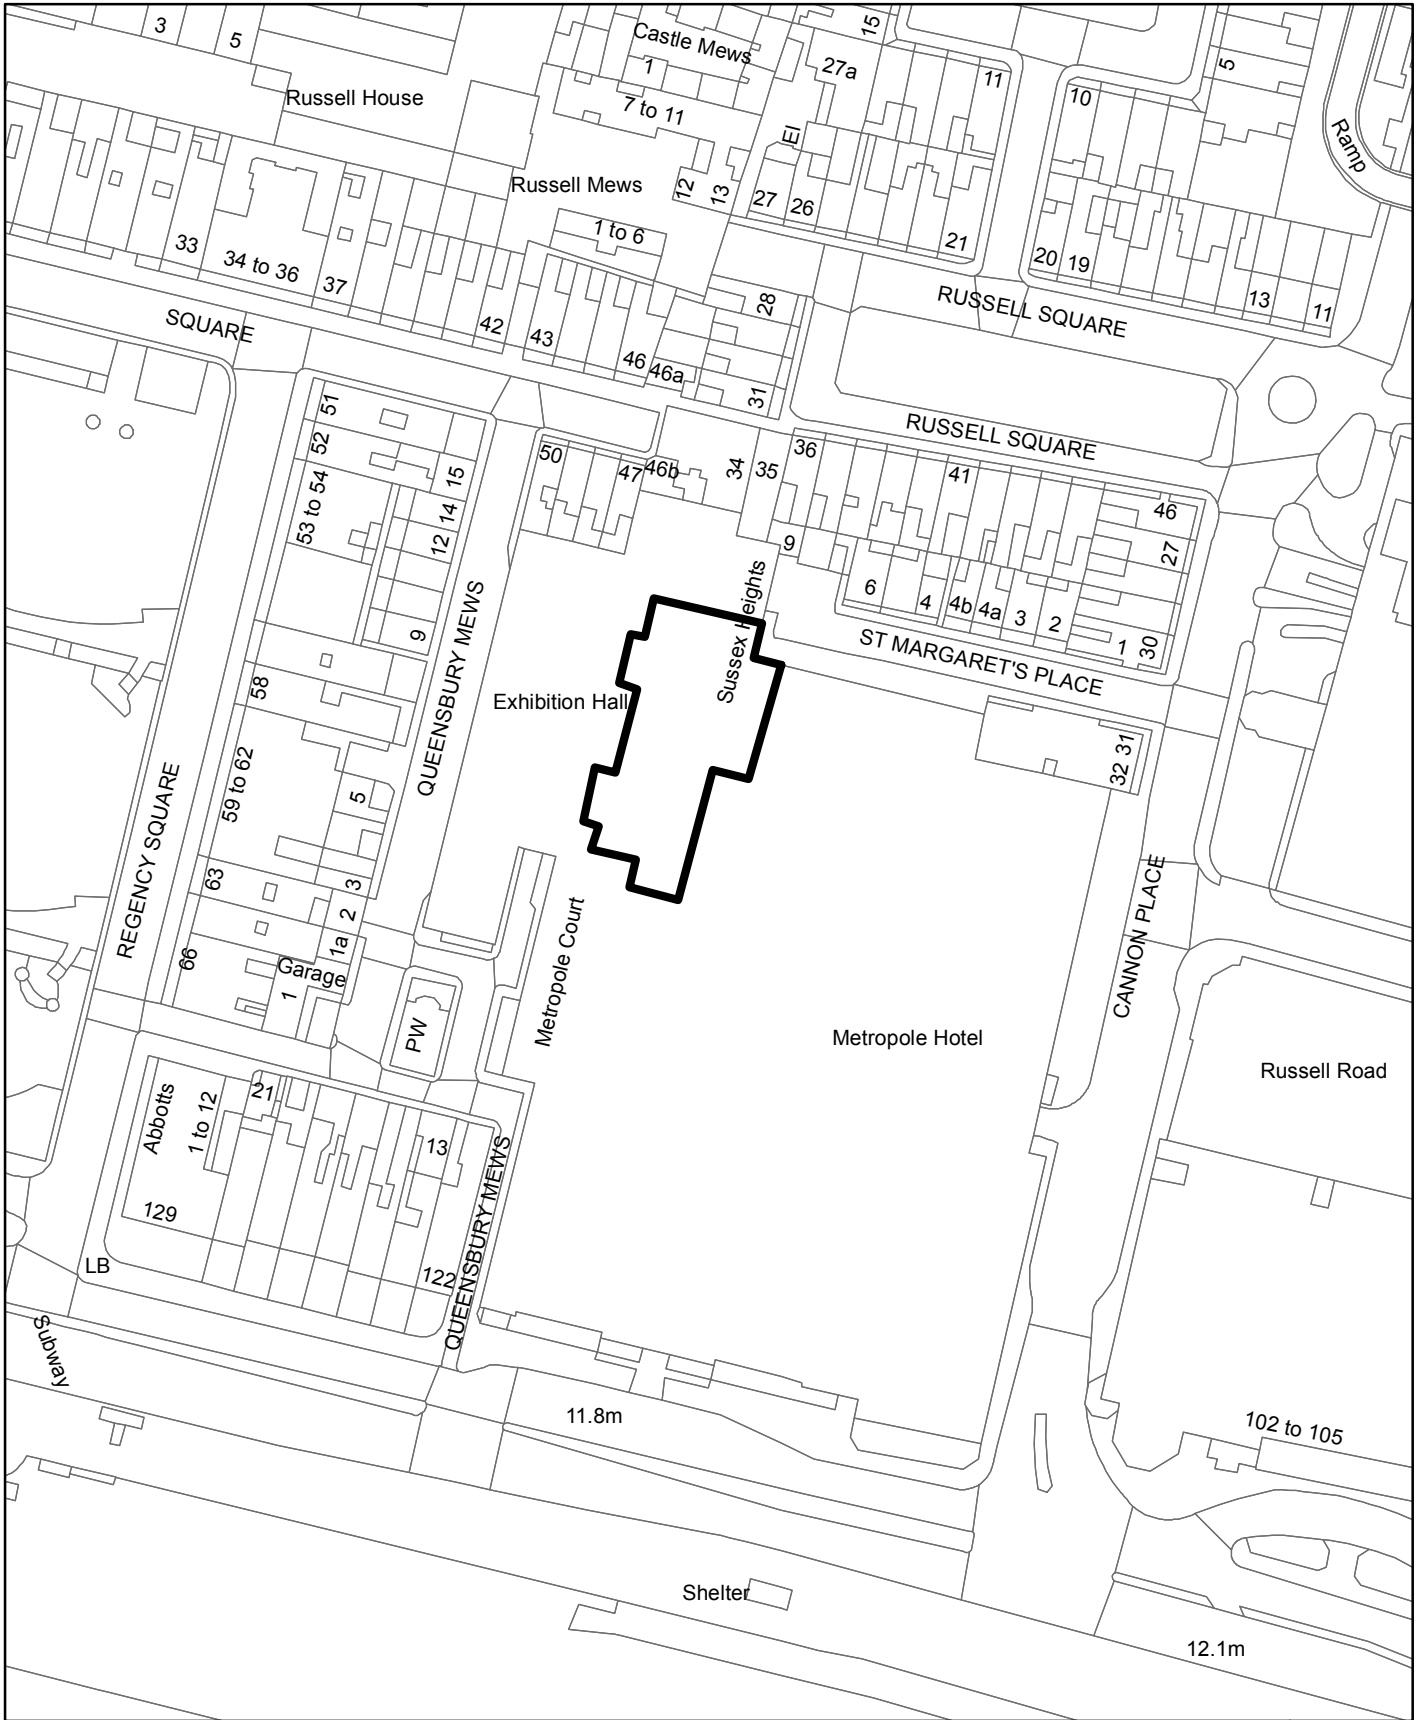 3
5
Castle Mews
15
1
27a
11
5
Russell House
7 to 11
10
Ramp
El
Russell Mews
12
13
27
26
1 to 6
21
20
19
33
34 to 36
37
28
RUSSELL SQUARE
13
11
SQUARE
42
43
46
46a
31
51
52
53 to 54
15
14
12
9
50
47
46b
34
35
36
RUSSELL SQUARE
41
46
27
9
6
4
4b
4a
3
2
1
30
Sussex Heights
ST MARGARET'S PLACE
QUEENSBURY MEWS
58
Exhibition Hall
31
32
59 to 62
5
REGENCY SQUARE
63
3
2
1a
66
Garage
1
PW
Metropole Court
CANNON PLACE
Metropole Hotel
Russell Road
Abbotts
1 to 12
21
13
129
122
QUEENSBURY MEWS
LB
Subway
11.8m
102 to 105
Shelter
12.1m